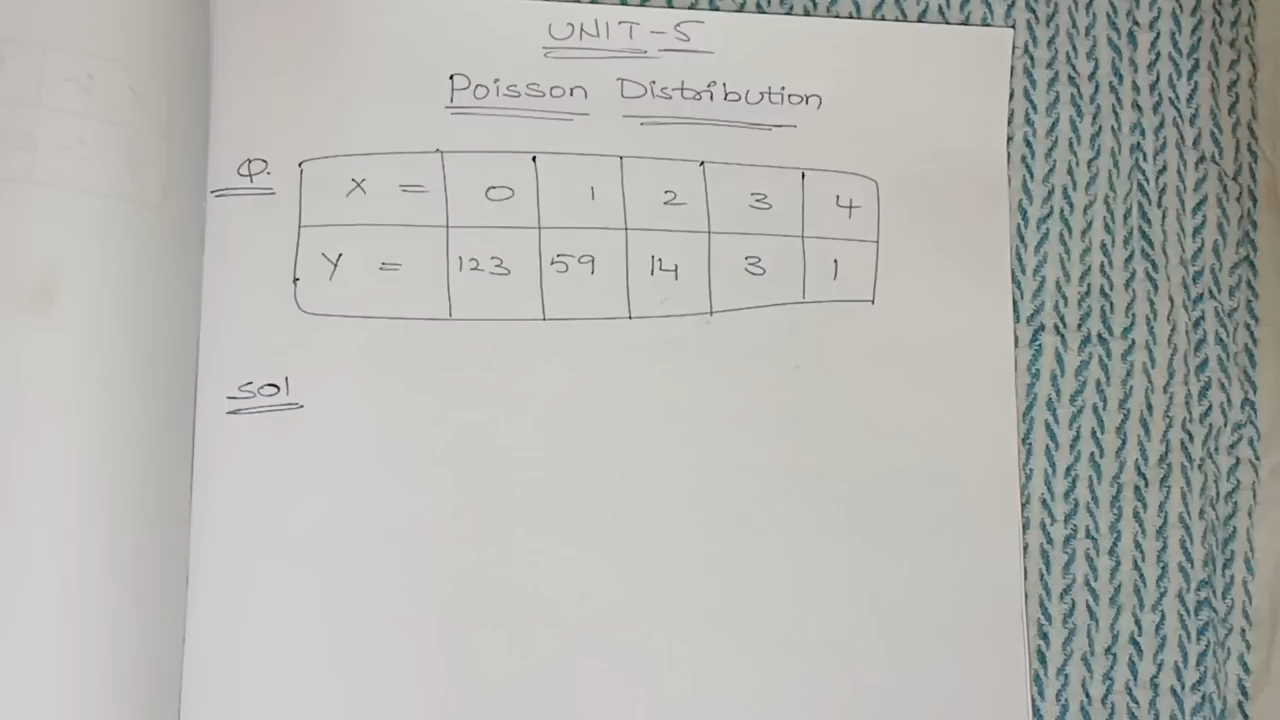 UNIT-5
Poisson Distribution
Q.
X = 0 1 2 3 4
Y = 123 59 14 3 1
Sol